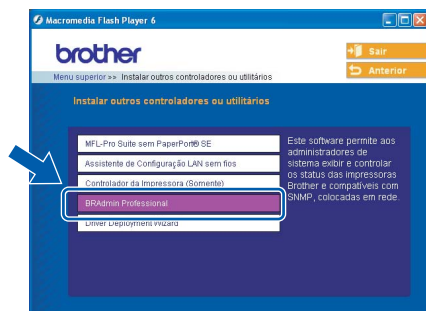 Macromedia Flash Player 6
brother
Sair
Anterior
Menu superior >> Instalar outros controladores ou utilitários
Instalar outros controladores ou utilitários
MFL-Pro Suite sem PaperPort® SE
Assistente de Configuração LAN sem fios
Controlador da Impressora (Somente)
BRAdmin Professional
Driver Deployment Wizard
Este software permite aos
administradores de
sistema exibir e controlar
os status das impressoras
Brother e compatíveis com
SNMP, colocadas em rede.